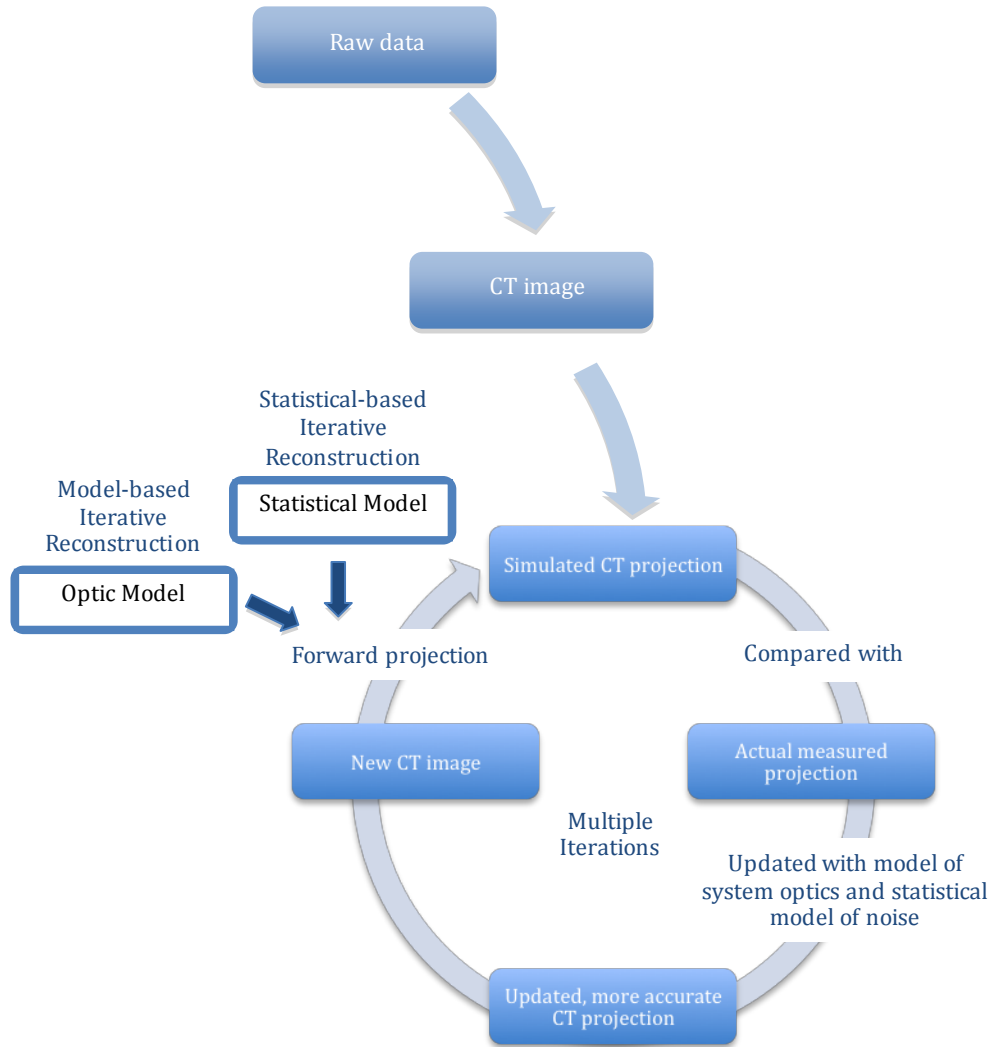 Raw data
CT image
Statistical-based
Iterative
Reconstruction
Statistical Model
Model-based
Iterative
Reconstruction
Optic Model
Simulated CT projection
Forward projection
Compared with
New CT image
Actual measured
projection
Multiple
Iterations
Updated with model of
system optics and statistical
model of noise
Updated, more accurate
CT projection